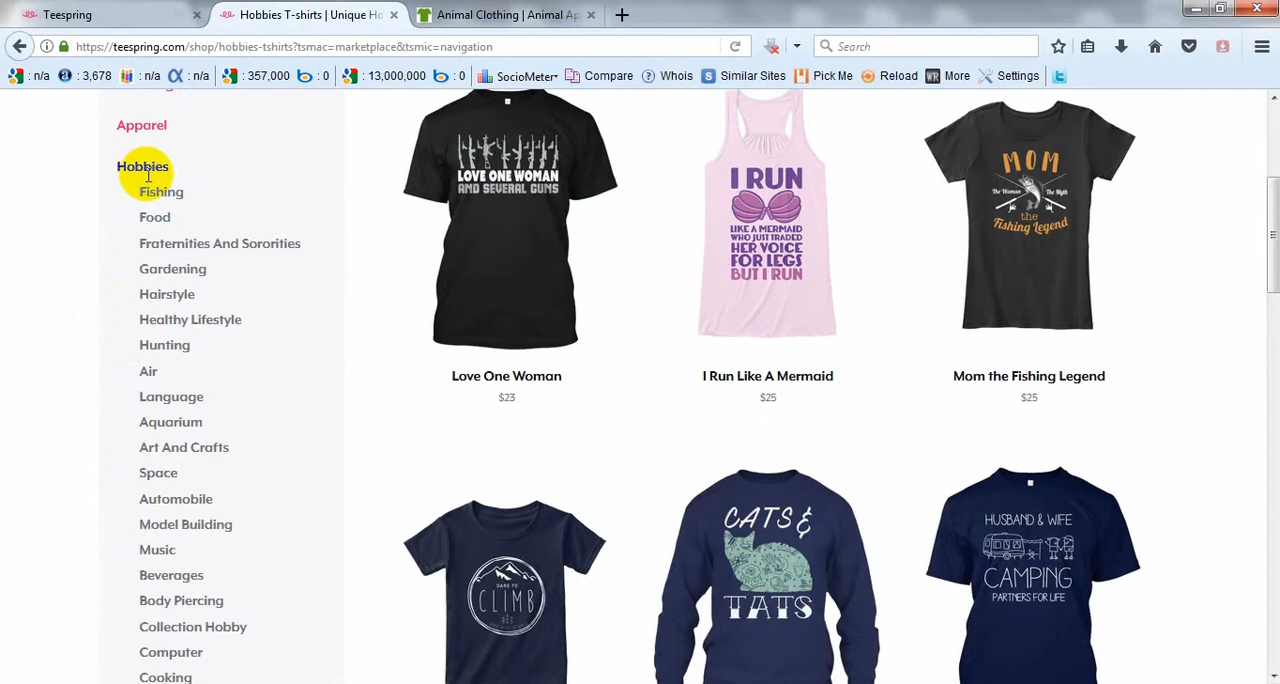 Teespring
Hobbies T-shirts | Unique Ho
Animal Clothing | Animal Ap
https://teespring.com/shop/hobbies-tshirts?tsmac=marketplace&tsmic=navigation
Search
: n/a
: 3,678
: n/a
: n/a
: 357,000
: 0
: 13,000,000
: 0
SocioMeter
Compare
Whois
Similar Sites
Pick Me
Reload
More
Settings
Apparel
Hobbies
Fishing
Food
Fraternities And Sororities
Gardening
Hairstyle
Healthy Lifestyle
Hunting
Air
Language
Aquarium
Art And Crafts
Space
Automobile
Model Building
Music
Beverages
Body Piercing
Collection Hobby
Computer
Cooking
LOVE ONE WOMAN
AND SEVERAL GUNS
Love One Woman
$23
I RUN
LIKE A MERMAID
WHO JUST TRADED
HER VOICE
FOR LEGS
BUT I RUN
I Run Like A Mermaid
$25
MOM
The Woman The Myth
the
Fishing Legend
Mom the Fishing Legend
$25
DARE TO
CLIMB
CATS &
TATS
HUSBAND & WIFE
CAMPING
PARTNERS FOR LIFE